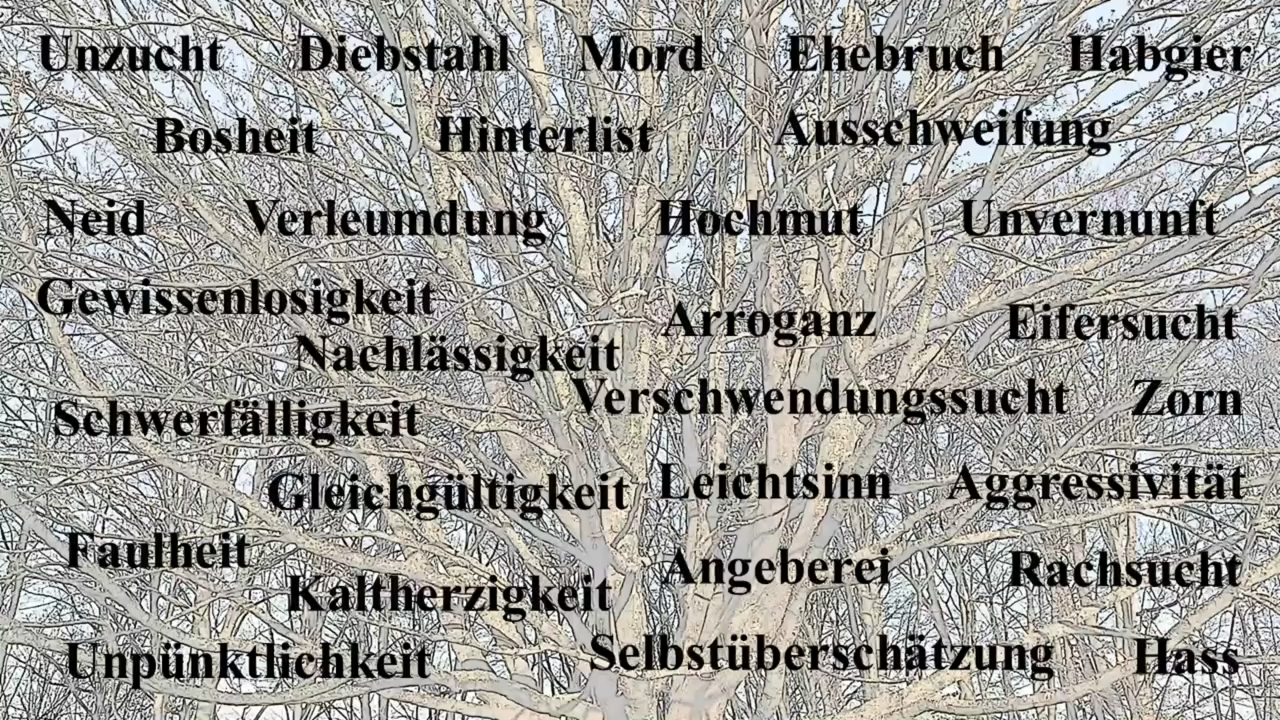 Unzucht Diebstahl Mord Ehebruch Habgier
Bosheit Hinterlist Ausschweifung
Neid Verleumdung Hochmut Unvernunft
Gewissenlosigkeit Arroganz Eifersucht
Nachlässigkeit
Verschwendungssucht Zorn
Schwerfälligkeit
Gleichgültigkeit Leichtsinn Aggressivität
Faulheit Angeberei Rachsucht
Kaltherzigkeit
Unpünktlichkeit Selbstüberschätzung Hass